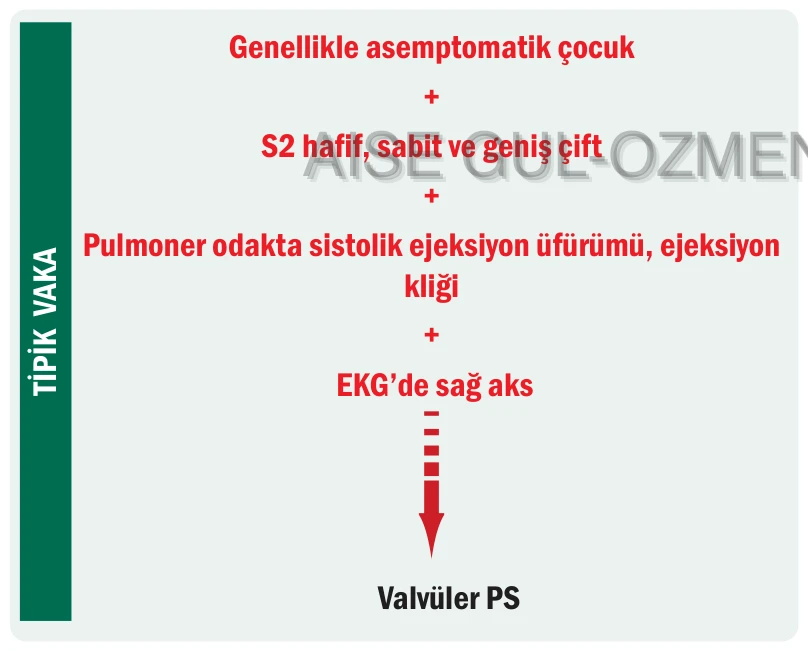 TİPİK VAKA
Genellikle asemptomatik çocuk
+
S2 hafif, sabit ve geniş çift
+
Pulmoner odakta sistolik ejeksiyon üfürümü, ejeksiyon
kliği
+
EKG'de sağ aks
Valvüler PS
AISE GUL-OZMEN